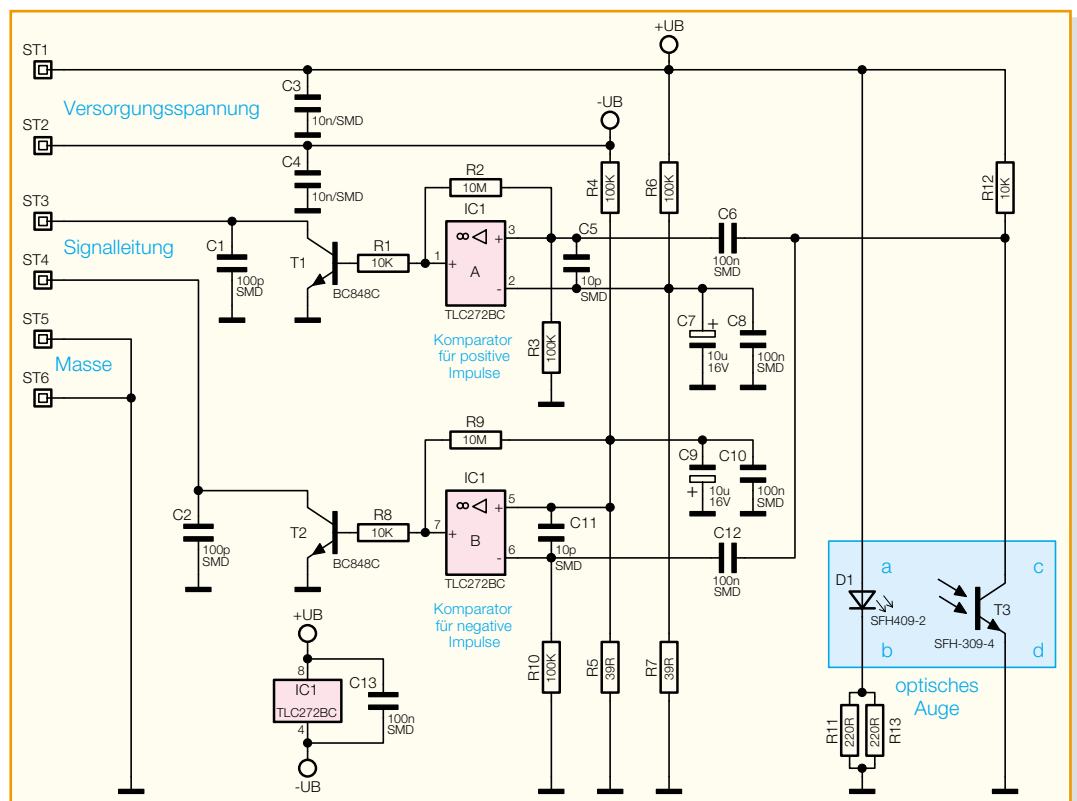 +UB
ST1
C3
10n/SMD
Versorgungsspannung
-UB
ST2
C4
10n/SMD
R2
10M
R4
100K
R6
100K
R12
10K
ST3
Signalleitung
C1
100p
SMD
T1
BC848C
R1
10K
IC1
∞
1
+
A
3
+
2
-
TLC272BC
C5
10p
SMD
C6
100n
SMD
ST4
ST5
Masse
ST6
Komparator
für positive
Impulse
R3
100K
C7
+
10u
16V
C8
100n
SMD
R9
10M
IC1
∞
7
+
B
5
+
6
-
TLC272BC
C9
+
10u
16V
C10
100n
SMD
C2
100p
SMD
T2
BC848C
R8
10K
C11
10p
SMD
C12
100n
SMD
Komparator
für negative
Impulse
D1
a
SFH409-2
b
c
T3
SFH-309-4
d
optisches
Auge
+UB
8
IC1
TLC272BC
4
-UB
C13
100n
SMD
R10
100K
R5
39R
R7
39R
R11
220R
220R
R13